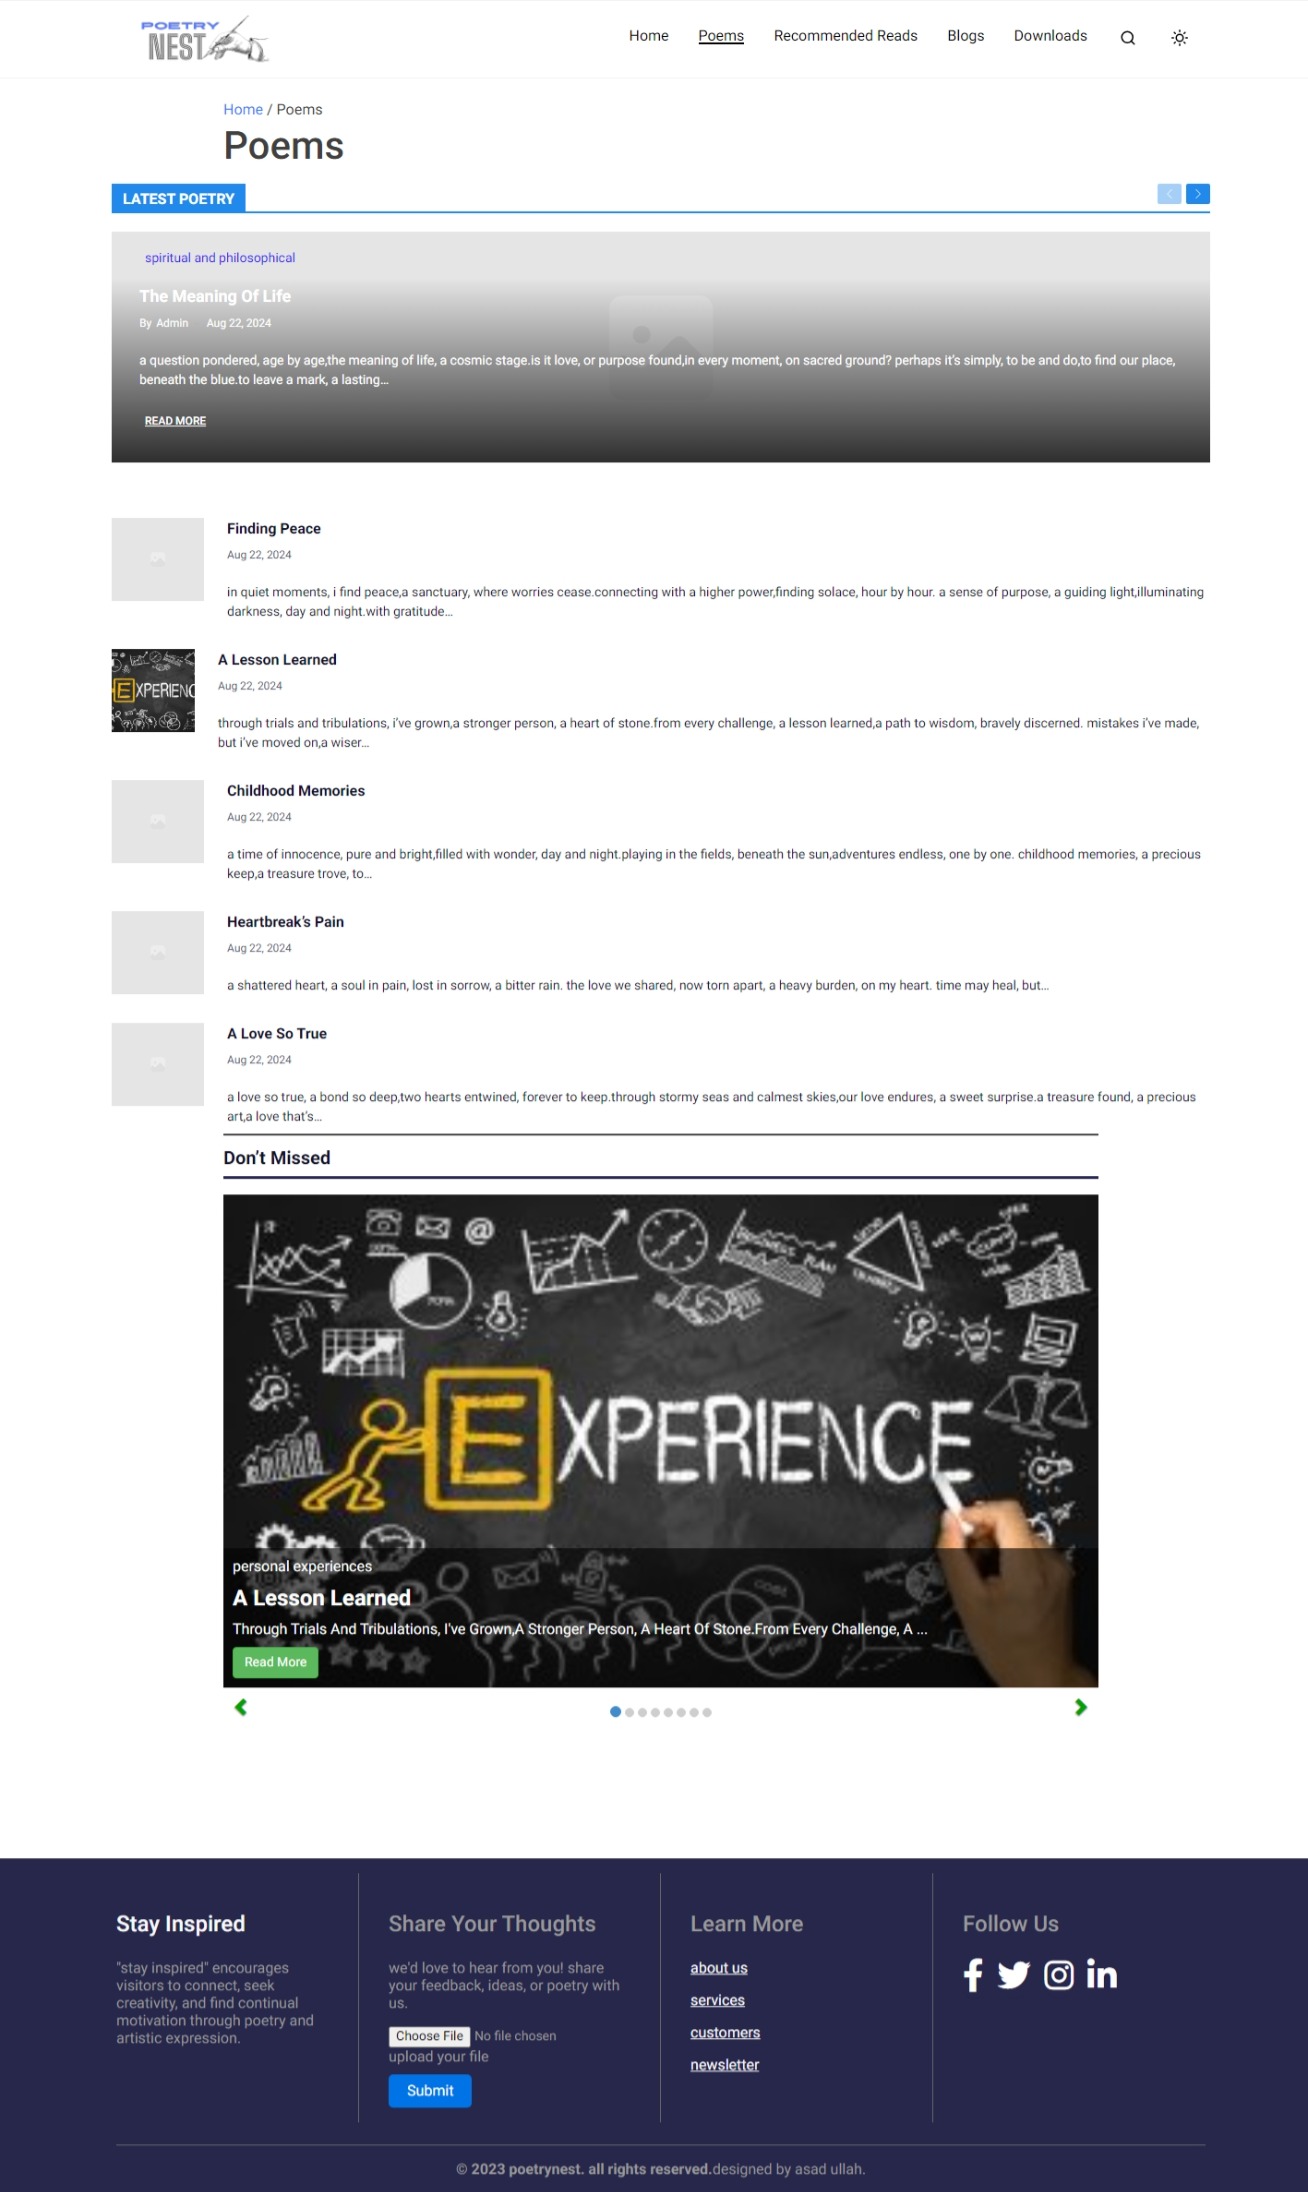 POETRY
NEST
Home Poems Recommended Reads Blogs Downloads
Home / Poems
Poems
LATEST POETRY
spiritual and philosophical
The Meaning Of Life
By Admin Aug 22, 2024
a question pondered, age by age,the meaning of life, a cosmic stage.is it love, or purpose found,in every moment, on sacred ground? perhaps it's simply, to be and do,to find our place,
beneath the blue.to leave a mark, a lasting...
READ MORE
Finding Peace
Aug 22, 2024
in quiet moments, i find peace,a sanctuary, where worries cease.connecting with a higher power,finding solace, hour by hour. a sense of purpose, a guiding light,illuminating
darkness, day and night.with gratitude...
EXPERIENC
A Lesson Learned
Aug 22, 2024
through trials and tribulations, i've grown,a stronger person, a heart of stone.from every challenge, a lesson learned,a path to wisdom, bravely discerned. mistakes i've made,
but i've moved on,a wiser...
Childhood Memories
Aug 22, 2024
a time of innocence, pure and bright,filled with wonder, day and night.playing in the fields, beneath the sun,adventures endless, one by one. childhood memories, a precious
keep,a treasure trove, to...
Heartbreak's Pain
Aug 22, 2024
a shattered heart, a soul in pain, lost in sorrow, a bitter rain. the love we shared, now torn apart, a heavy burden, on my heart. time may heal, but...
A Love So True
Aug 22, 2024
a love so true, a bond so deep,two hearts entwined, forever to keep.through stormy seas and calmest skies,our love endures, a sweet surprise.a treasure found, a precious
art,a love that's...
Don't Missed
@
BUSINESS PLAN
EXPERIENCE
personal experiences
A Lesson Learned
Through Trials And Tribulations, I've Grown,A Stronger Person, A Heart Of Stone.From Every Challenge, A ...
Read More
Stay Inspired
"stay inspired" encourages
visitors to connect, seek
creativity, and find continual
motivation through poetry and
artistic expression.
Share Your Thoughts
we'd love to hear from you! share
your feedback, ideas, or poetry with
us.
Choose File No file chosen
upload your file
Submit
Learn More
about us
services
customers
newsletter
Follow Us
© 2023 poetrynest. all rights reserved.designed by asad ullah.